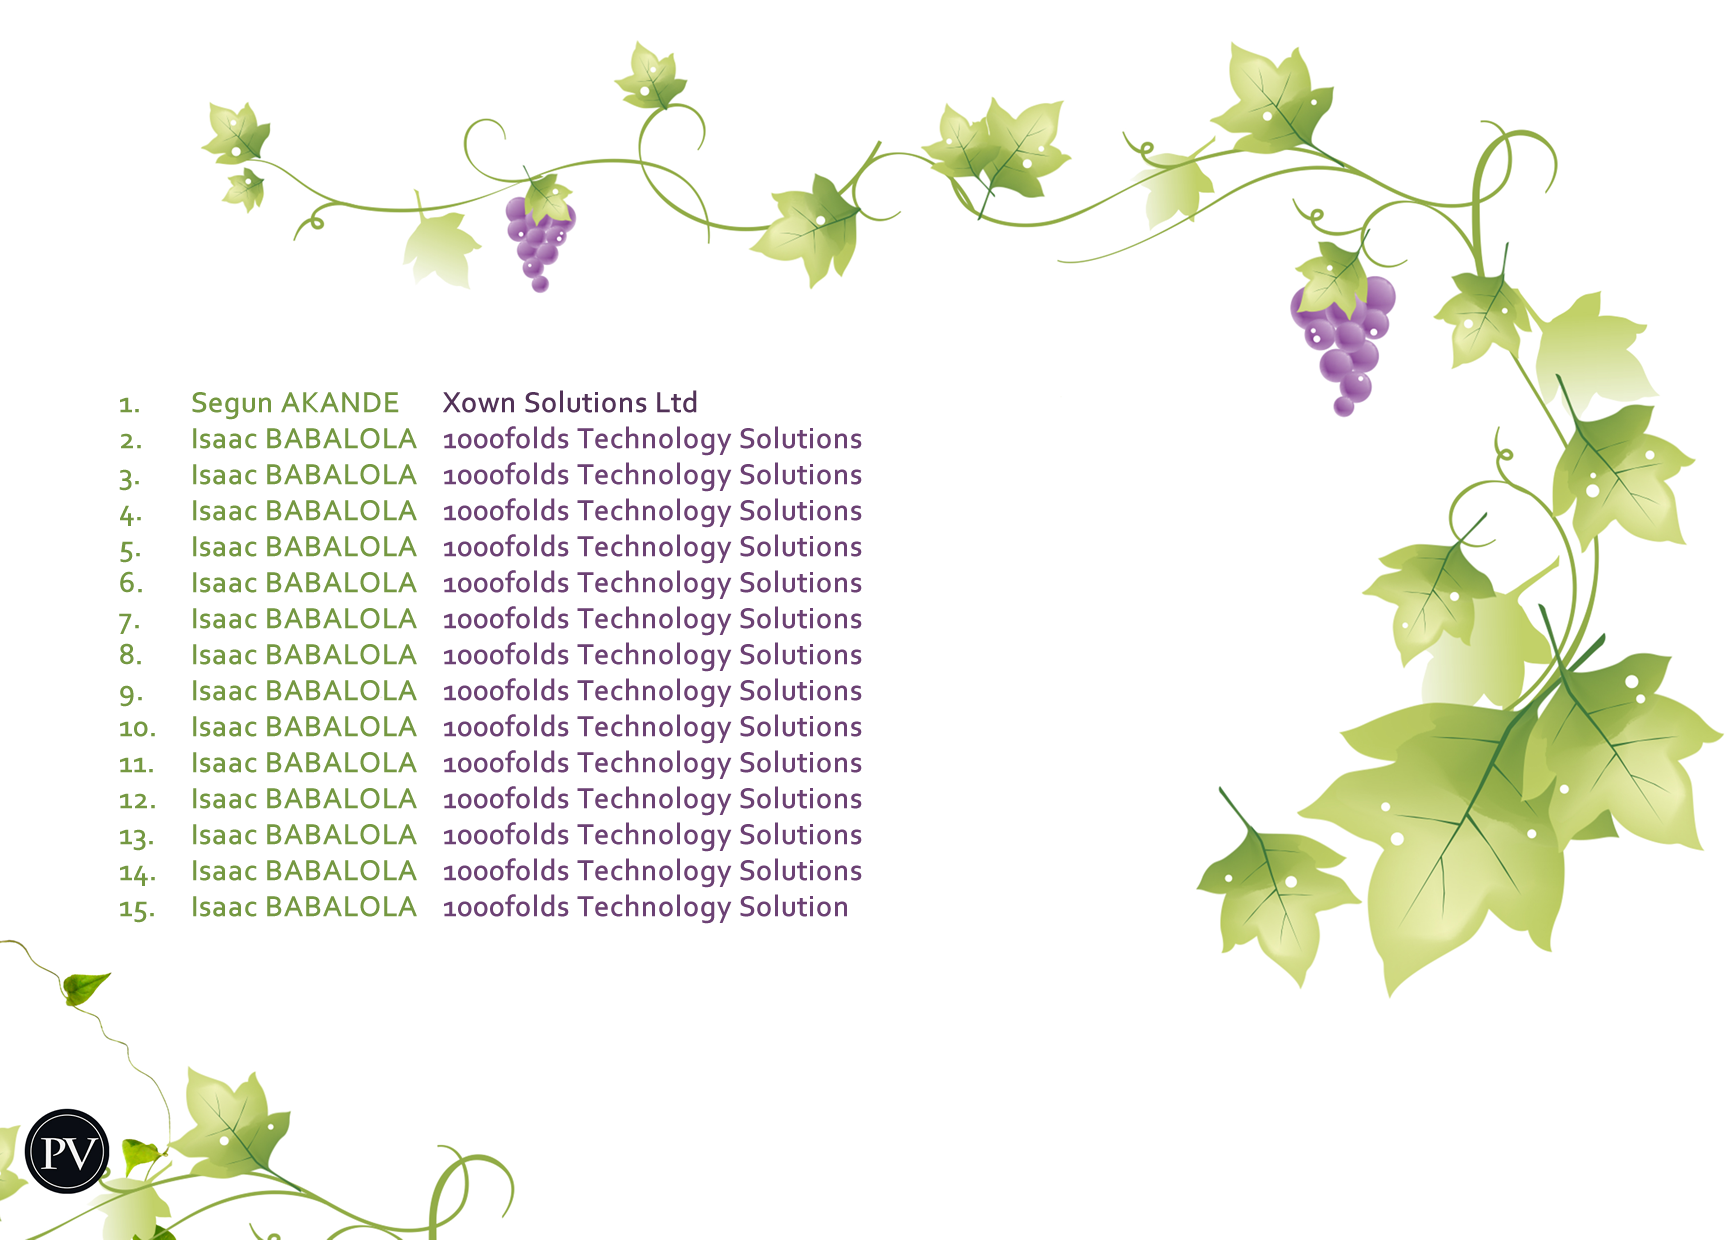 1. Segun AKANDE Xown Solutions Ltd
2. Isaac BABALOLA 1000folds Technology Solutions
3. Isaac BABALOLA 1000folds Technology Solutions
4. Isaac BABALOLA 1000folds Technology Solutions
5. Isaac BABALOLA 1000folds Technology Solutions
6. Isaac BABALOLA 1000folds Technology Solutions
7. Isaac BABALOLA 1000folds Technology Solutions
8. Isaac BABALOLA 1000folds Technology Solutions
9. Isaac BABALOLA 1000folds Technology Solutions
10. Isaac BABALOLA 1000folds Technology Solutions
11. Isaac BABALOLA 1000folds Technology Solutions
12. Isaac BABALOLA 1000folds Technology Solutions
13. Isaac BABALOLA 1000folds Technology Solutions
14. Isaac BABALOLA 1000folds Technology Solutions
15. Isaac BABALOLA 1000folds Technology Solution
PV